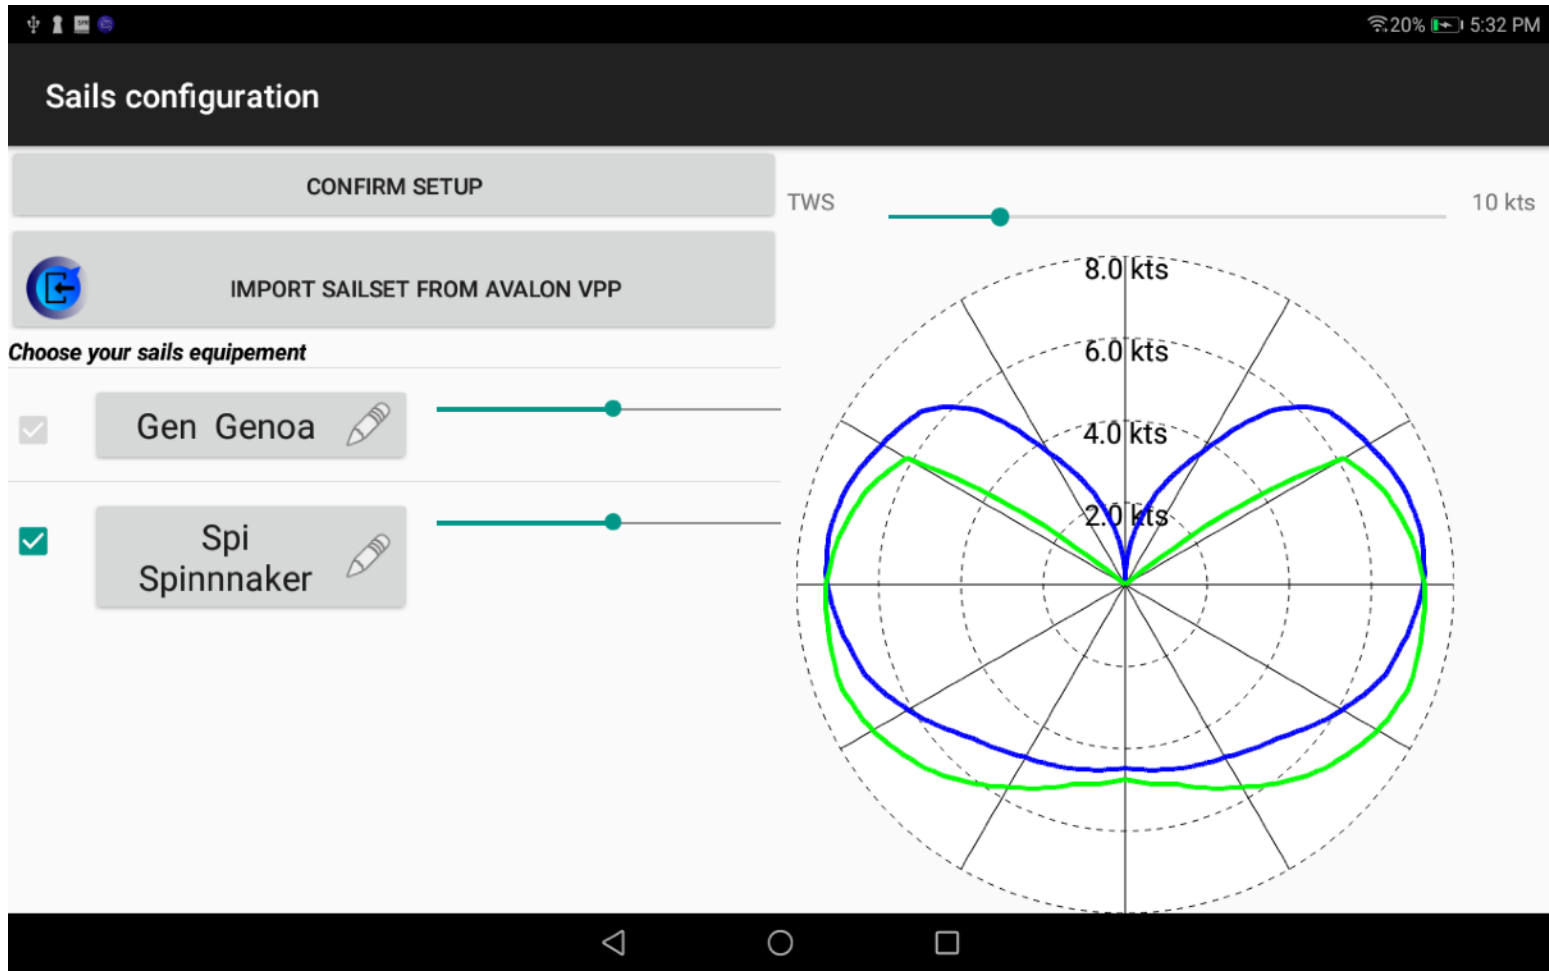 20% 5:32 PM
Sails configuration
CONFIRM SETUP
IMPORT SAILSET FROM AVALON VPP
Choose your sails equipement
Gen Genoa
Spi
Spinnnaker
TWS
10 kts
8.0 kts
6.0 kts
4.0 kts
2.0 kts